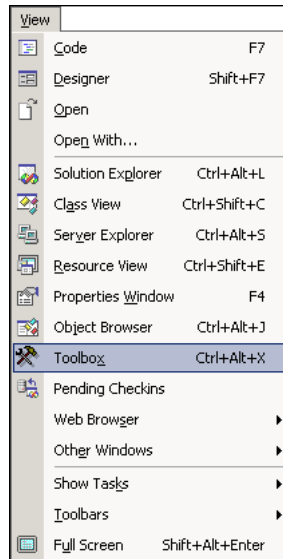 View
Code F7
Designer Shift+F7
Open
Open With...
Solution Explorer Ctrl+Alt+L
Class View Ctrl+Shift+C
Server Explorer Ctrl+Alt+S
Resource View Ctrl+Shift+E
Properties Window F4
Object Browser Ctrl+Alt+J
Toolbox Ctrl+Alt+X
Pending Checkins
Web Browser
Other Windows
Show Tasks
Toolbars
Full Screen Shift+Alt+Enter